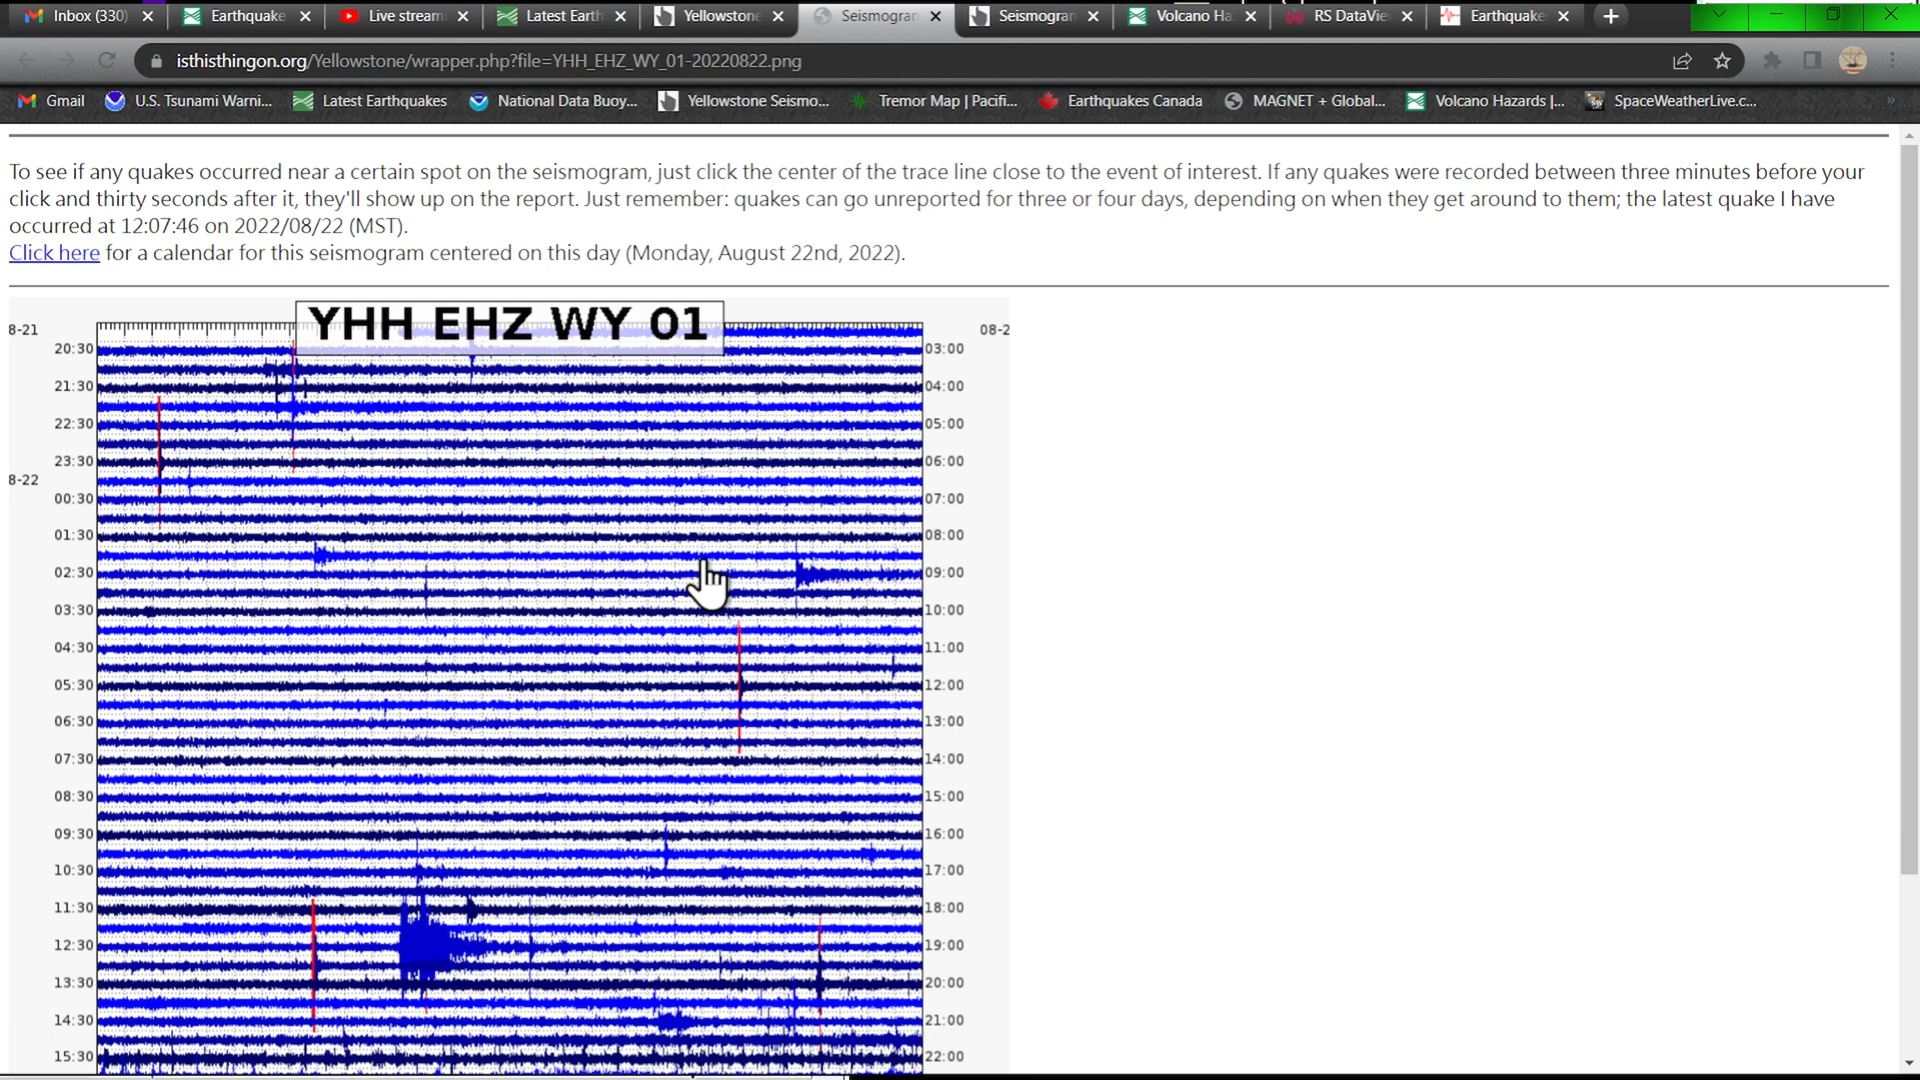 Inbox (330)
Earthquake
Live stream
Latest Earth
Yellowstone
Seismogram
Seismogram
Volcano Ha
RS DataVie
Earthquake
isthisthingon.org/Yellowstone/wrapper.php?file=YHH_EHZ_WY_01-20220822.png
Gmail
U.S. Tsunami Warni...
Latest Earthquakes
National Data Buoy...
Yellowstone Seismo...
Tremor Map | Pacifi...
Earthquakes Canada
MAGNET + Global...
Volcano Hazards |...
SpaceWeatherLive.c...
»
To see if any quakes occurred near a certain spot on the seismogram, just click the center of the trace line close to the event of interest. If any quakes were recorded between three minutes before your
click and thirty seconds after it, they'll show up on the report. Just remember: quakes can go unreported for three or four days, depending on when they get around to them; the latest quake I have
occurred at 12:07:46 on 2022/08/22 (MST).
Click here for a calendar for this seismogram centered on this day (Monday, August 22nd, 2022).
YHH EHZ WY 01
8-21
08-2
20:30 03:00
21:30 04:00
22:30 05:00
23:30 06:00
8-22
00:30 07:00
01:30 08:00
02:30 09:00
03:30 10:00
04:30 11:00
05:30 12:00
06:30 13:00
07:30 14:00
08:30 15:00
09:30 16:00
10:30 17:00
11:30 18:00
12:30 19:00
13:30 20:00
14:30 21:00
15:30 22:00